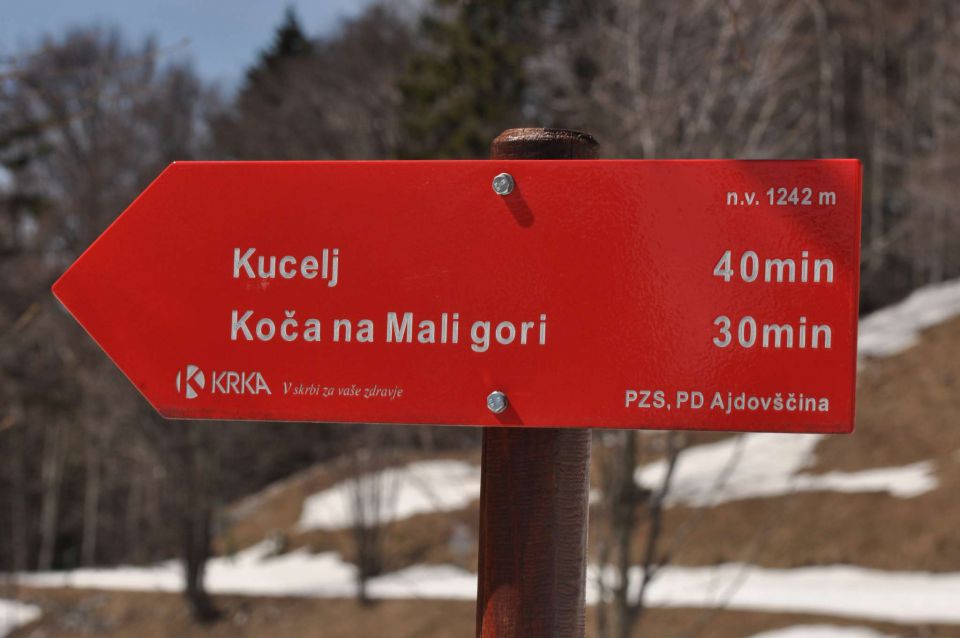 n.v. 1242 m
Kucelj 40min
Koča na Mali gori 30min
KRKA V skrbi za vaše zdravje
PZS, PD Ajdovščina